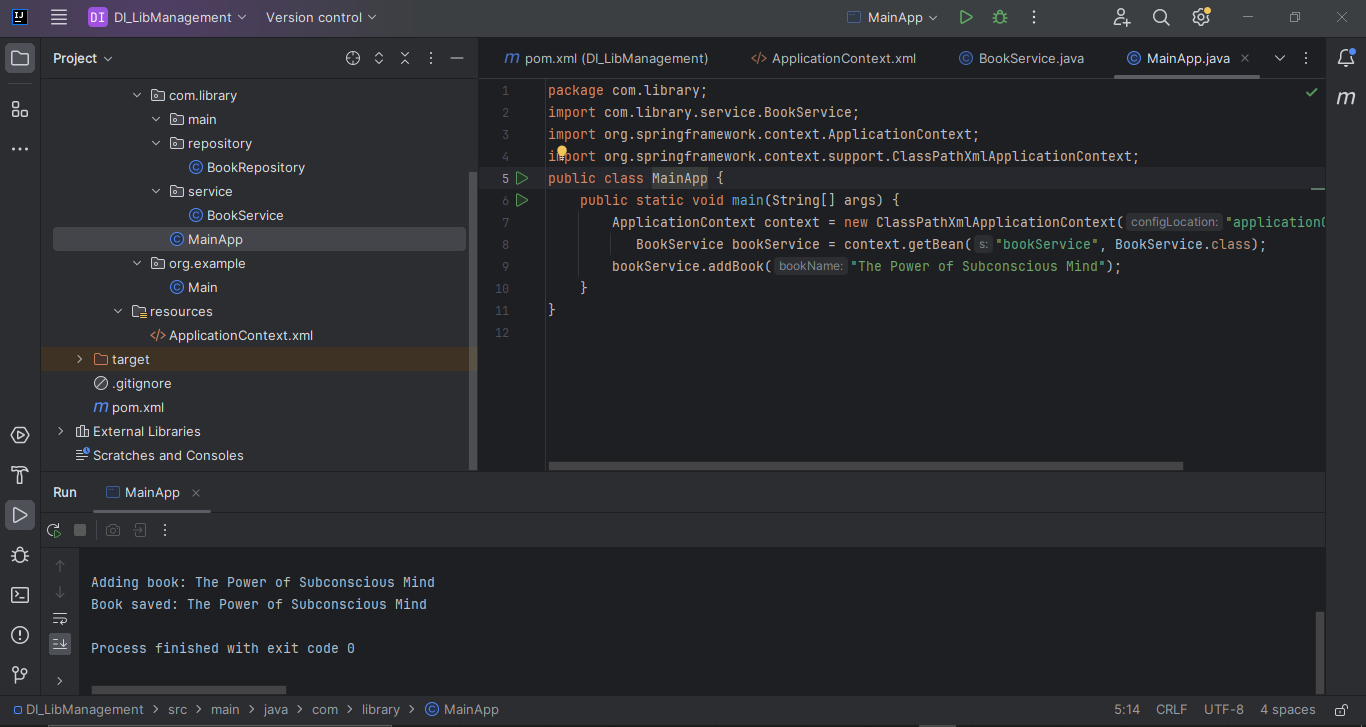 DI DI_LibManagement Version control MainApp
Project
com.library
main
repository
BookRepository
service
BookService
MainApp
org.example
Main
resources
ApplicationContext.xml
target
.gitignore
pom.xml
External Libraries
Scratches and Consoles
pom.xml (DI_LibManagement) ApplicationContext.xml BookService.java MainApp.java
1 package com.library;
2 import com.library.service.BookService;
3 import org.springframework.context.ApplicationContext;
4 import org.springframework.context.support.ClassPathXmlApplicationContext;
5 public class MainApp {
6 public static void main(String[] args) {
7 ApplicationContext context = new ClassPathXmlApplicationContext( configLocation: "applicationC
8 BookService bookService = context.getBean( s: "bookService", BookService.class);
9 bookService.addBook( bookName: "The Power of Subconscious Mind");
10 }
11 }
12
Run MainApp
Adding book: The Power of Subconscious Mind
Book saved: The Power of Subconscious Mind
Process finished with exit code 0
DI_LibManagement > src > main > java > com > library > MainApp 5:14 CRLF UTF-8 4 spaces